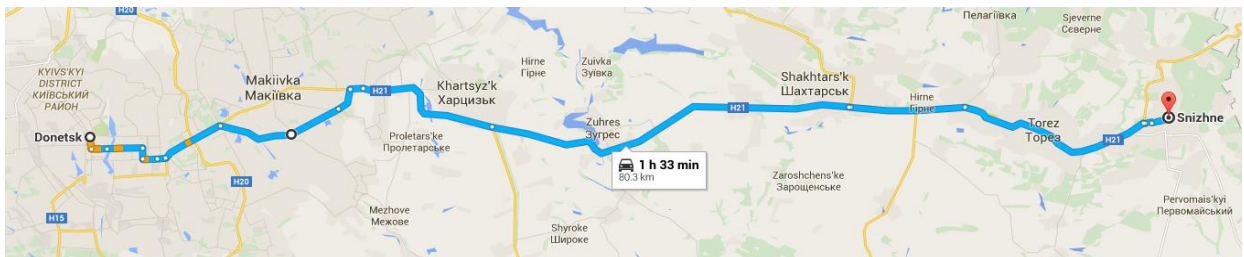 KYIVS'KYI
DISTRICT
КИЇВСЬКИЙ
РАЙОН
Donetsk
Makiivka
Макіївка
H21
H20
H20
H15
Khartsyz'k
Харцизьк
Proletars'ke
Пролетарське
Mezhove
Межове
Hirne
Гірне
Zuivka
Зуївка
Zuhres
Зугрес
1 h 33 min
80.3 km
Shyroke
Широке
H21
Shakhtars'k
Шахтарськ
Zaroshchens'ke
Зарощенське
Hirne
Гірне
Пелагіївка
Sjeverne
Сєверне
Torez
Торез
H21
Snizhne
Pervomais'kyi
Первомайський